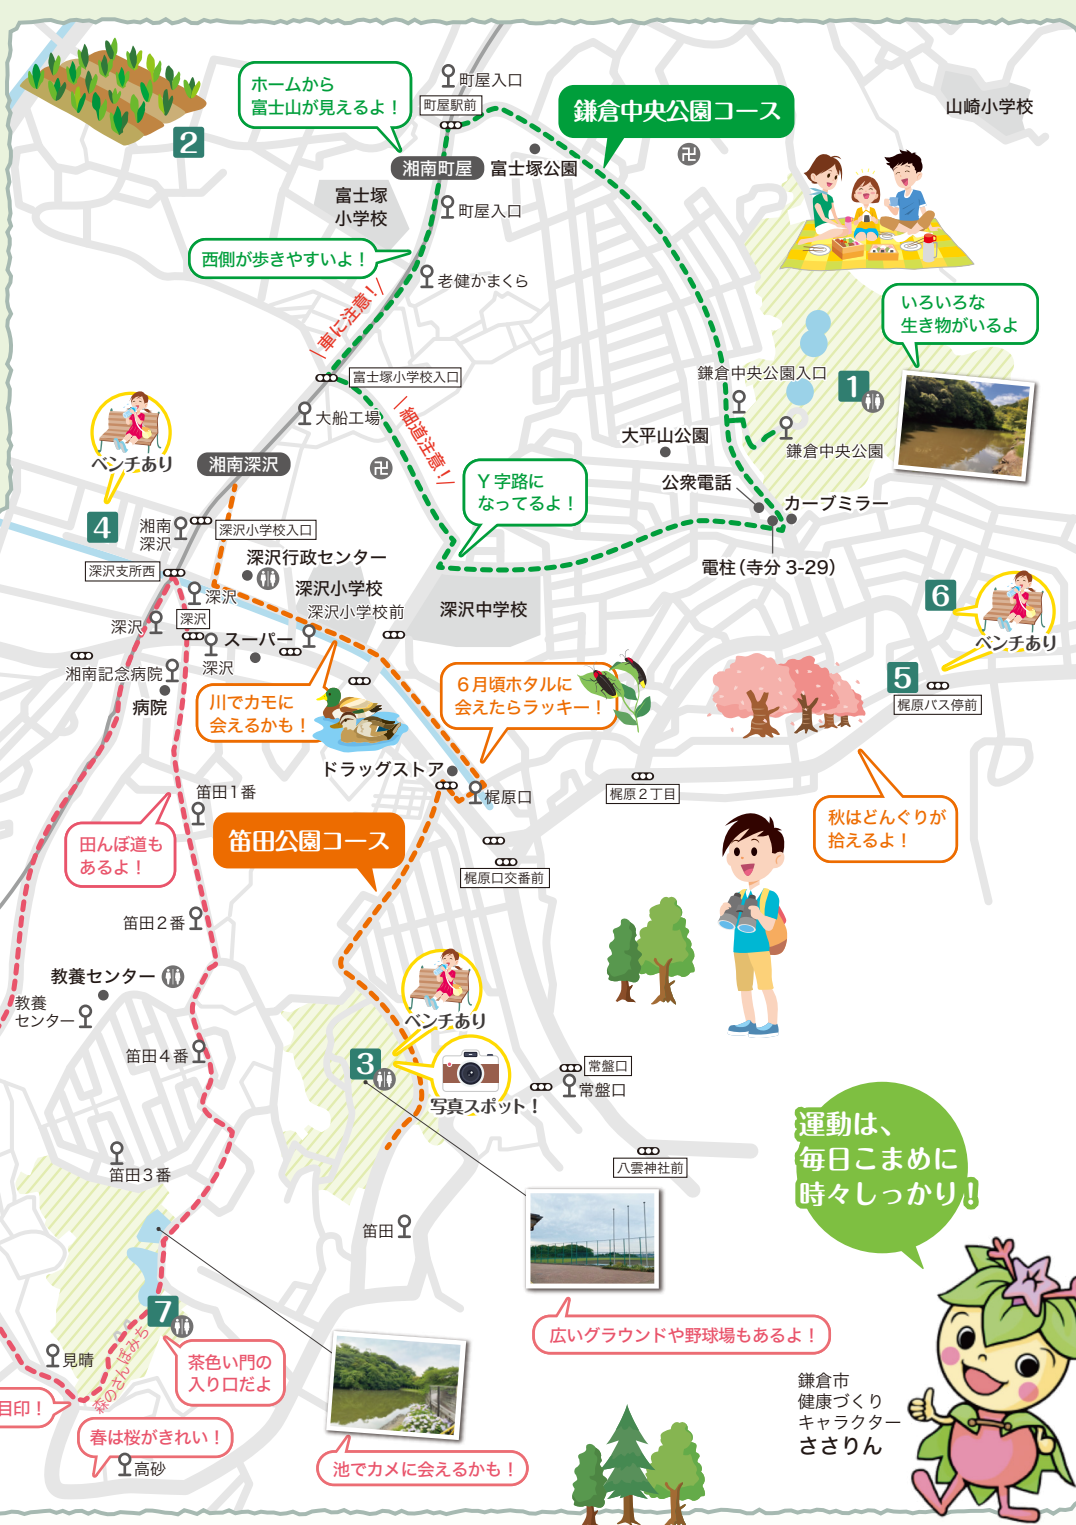 ホームから
富士山が見えるよ！
町屋入口
町屋駅前
鎌倉中央公園コース
山崎小学校
2
湘南町屋
富士塚公園
富士塚
小学校
町屋入口
西側が歩きやすいよ！
老健かまくら
車に注意！
いろいろな
生き物がいるよ
富士塚小学校入口
鎌倉中央公園入口
1
大船工場
細道注意！
大平山公園
鎌倉中央公園
ベンチあり
湘南深沢
Y字路に
なってるよ！
公衆電話
カーブミラー
4
湘南
深沢
深沢小学校入口
電柱（寺分3-29）
深沢行政センター
深沢支所西
深沢小学校
深沢
深沢小学校前
深沢中学校
6
深沢
深沢
スーパー
深沢
ベンチあり
湘南記念病院
病院
川でカモに
会えるかも！
6月頃ホタルに
会えたらラッキー！
5
梶原バス停前
ドラッグストア
梶原口
梶原2丁目
笛田1番
秋はどんぐりが
拾えるよ！
笛田公園コース
田んぼ道も
あるよ！
梶原口交番前
笛田2番
教養センター
教養
センター
ベンチあり
笛田4番
3
写真スポット！
常盤口
常盤口
運動は、
毎日こまめに
時々しっかり！
笛田3番
八雲神社前
笛田
7
広いグラウンドや野球場もあるよ！
森のさんぽみち
見晴
茶色い門の
入り口だよ
目印！
春は桜がきれい！
高砂
池でカメに会えるかも！
鎌倉市
健康づくり
キャラクター
ささりん